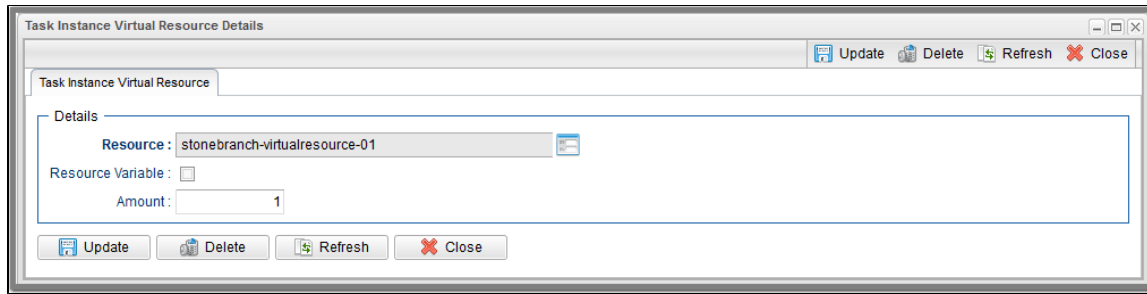 Task Instance Virtual Resource Details
Update Delete Refresh Close
Task Instance Virtual Resource
Details
Resource : stonebranch-virtualresource-01
Resource Variable :
Amount : 1
Update Delete Refresh Close